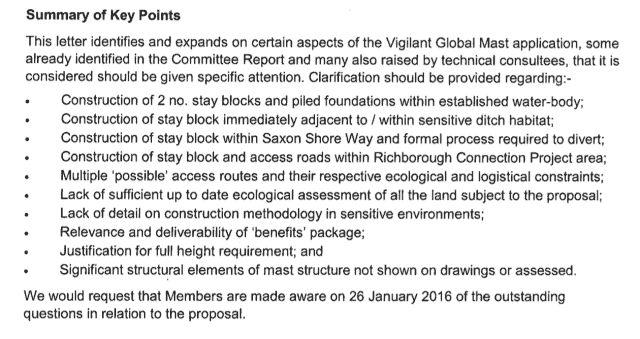 Summary of Key Points
This letter identifies and expands on certain aspects of the Vigilant Global Mast application, some
already identified in the Committee Report and many also raised by technical consultees, that it is
considered should be given specific attention. Clarification should be provided regarding:-
• Construction of 2 no. stay blocks and piled foundations within established water-body;
• Construction of stay block immediately adjacent to / within sensitive ditch habitat;
• Construction of stay block within Saxon Shore Way and formal process required to divert;
• Construction of stay block and access roads within Richborough Connection Project area;
• Multiple 'possible' access routes and their respective ecological and logistical constraints;
• Lack of sufficient up to date ecological assessment of all the land subject to the proposal;
• Lack of detail on construction methodology in sensitive environments;
• Relevance and deliverability of 'benefits' package;
• Justification for full height requirement; and
• Significant structural elements of mast structure not shown on drawings or assessed.
We would request that Members are made aware on 26 January 2016 of the outstanding
questions in relation to the proposal.